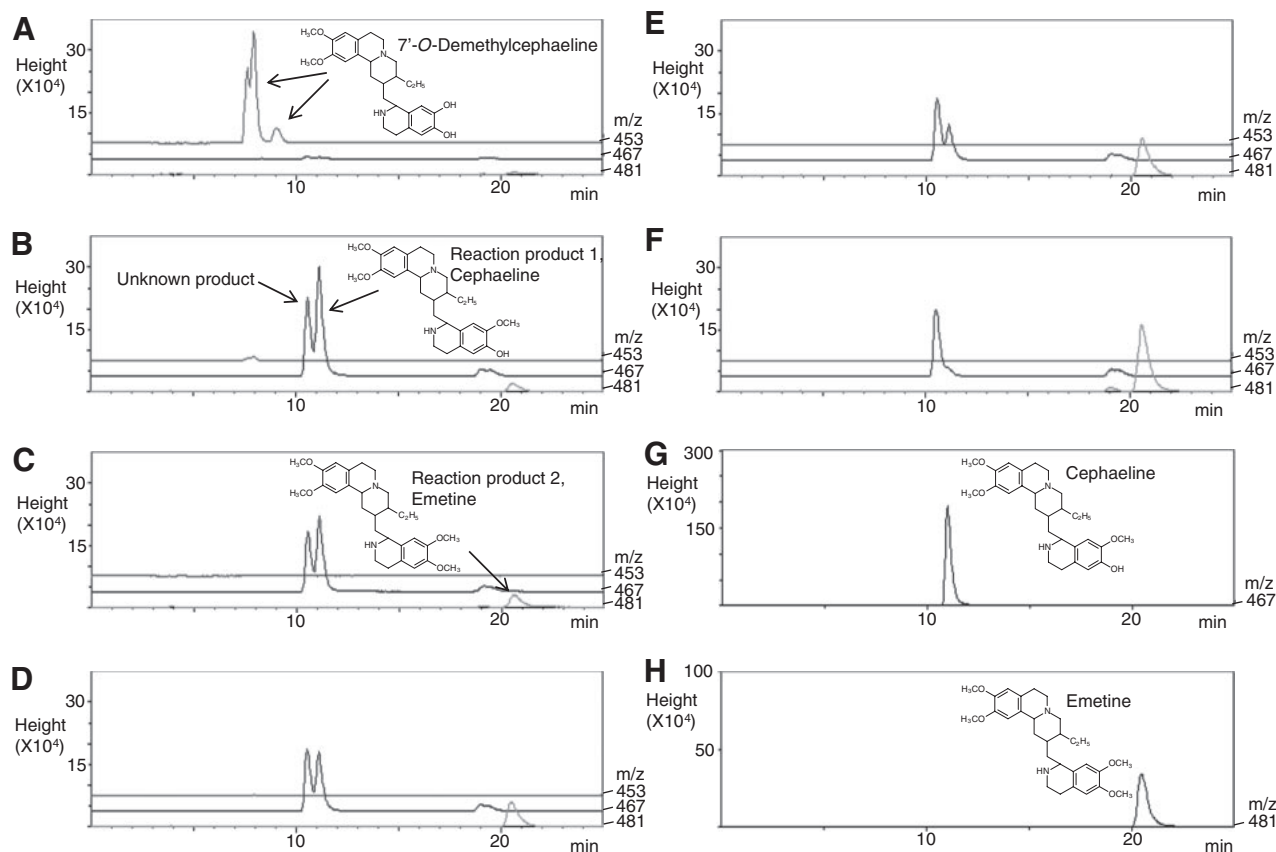 A
Height
(X10⁴)
30
15
H₃CO
H₃CO
N
C₂H₅
HN
OH
OH
7'-O-Demethylcephaeline
m/z
453
467
481
10
20
min
B
Height
(X10⁴)
30
15
Unknown product
H₃CO
H₃CO
N
C₂H₅
HN
OCH₃
OH
Reaction product 1,
Cephaeline
m/z
453
467
481
10
20
min
C
Height
(X10⁴)
30
15
H₃CO
H₃CO
N
C₂H₅
HN
OCH₃
OCH₃
Reaction product 2,
Emetine
m/z
453
467
481
10
20
min
D
Height
(X10⁴)
30
15
m/z
453
467
481
10
20
min
E
Height
(X10⁴)
30
15
m/z
453
467
481
10
20
min
F
Height
(X10⁴)
30
15
m/z
453
467
481
10
20
min
G
Height
(X10⁴)
300
150
H₃CO
H₃CO
N
C₂H₅
HN
OCH₃
OH
Cephaeline
m/z
467
10
20
min
H
Height
(X10⁴)
100
50
H₃CO
H₃CO
N
C₂H₅
HN
OCH₃
OCH₃
Emetine
m/z
481
10
20
min